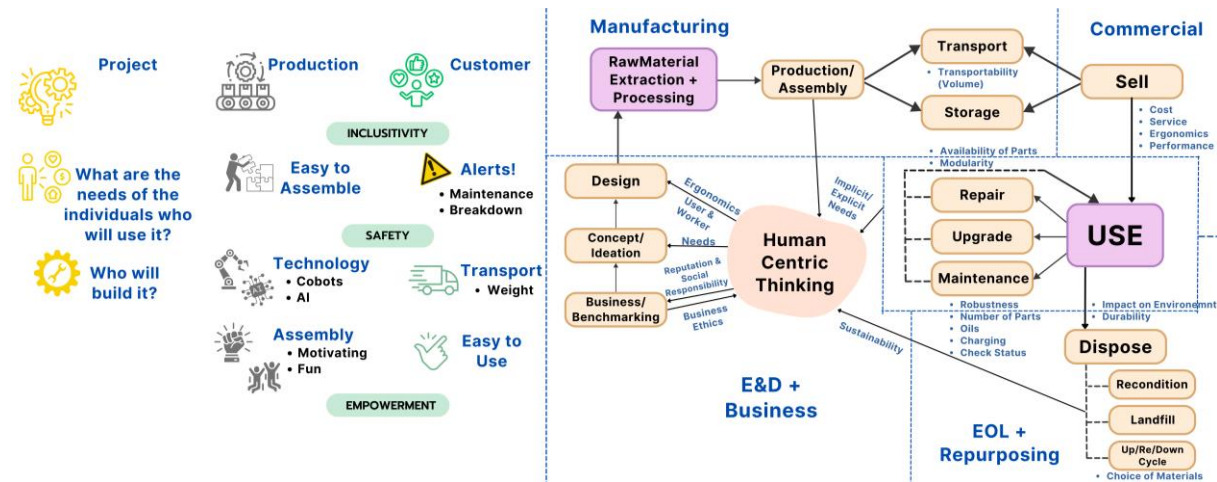 Project
What are the
needs of the
individuals who
will use it?
Who will
build it?
Production
Customer
INCLUSITIVITY
Easy to
Assemble
Alerts!
• Maintenance
• Breakdown
SAFETY
Technology
• Cobots
• AI
AI
Transport
• Weight
Assembly
• Motivating
• Fun
Easy to
Use
EMPOWERMENT
Manufacturing
RawMaterial
Extraction +
Processing
Production/
Assembly
Transport
• Transportability
(Volume)
Storage
Commercial
Sell
• Cost
• Service
• Ergonomics
• Performance
• Availability of Parts
• Modularity
Design
Concept/
Ideation
Business/
Benchmarking
Ergonomics
User &
Worker
Needs
Reputation &
Social
Responsibility
Business
Ethics
Implicit/
Explicit
Needs
Human
Centric
Thinking
Sustainability
Repair
Upgrade
Maintenance
• Robustness
• Number of Parts
• Oils
• Charging
• Check Status
USE
• Impact on Environemnt
• Durability
Dispose
Recondition
Landfill
Up/Re/Down
Cycle
• Choice of Materials
E&D +
Business
EOL +
Repurposing